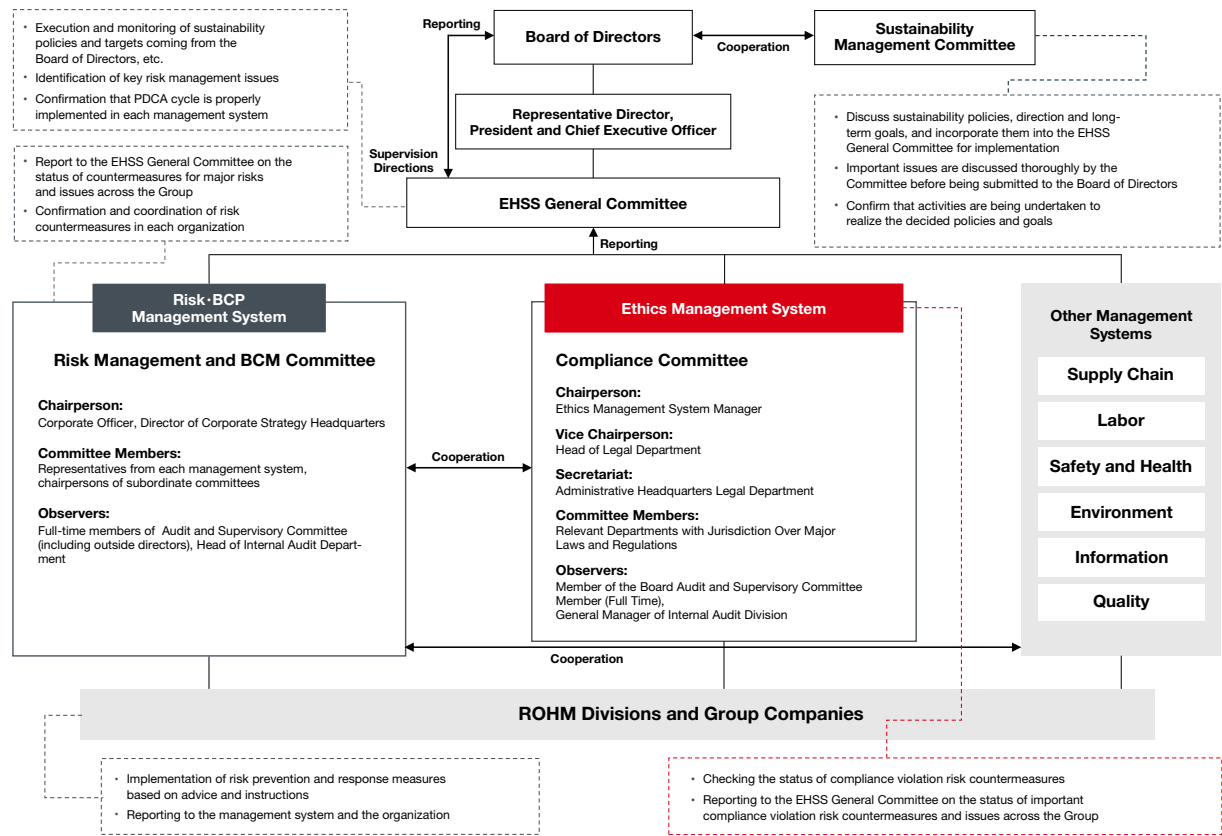 • Execution and monitoring of sustainability
policies and targets coming from the
Board of Directors, etc.
• Identification of key risk management issues
• Confirmation that PDCA cycle is properly
implemented in each management system
• Report to the EHSS General Committee on the
status of countermeasures for major risks
and issues across the Group
• Confirmation and coordination of risk
countermeasures in each organization
Reporting
Board of Directors
Cooperation
Sustainability
Management Committee
Representative Director,
President and Chief Executive Officer
Supervision
Directions
EHSS General Committee
Reporting
• Discuss sustainability policies, direction and long-
term goals, and incorporate them into the EHSS
General Committee for implementation
• Important issues are discussed thoroughly by the
Committee before being submitted to the Board of Directors
• Confirm that activities are being undertaken to
realize the decided policies and goals
Risk·BCP
Management System
Risk Management and BCM Committee
Chairperson:
Corporate Officer, Director of Corporate Strategy Headquarters
Committee Members:
Representatives from each management system,
chairpersons of subordinate committees
Observers:
Full-time members of Audit and Supervisory Committee
(including outside directors), Head of Internal Audit Depart-
ment
Cooperation
Ethics Management System
Compliance Committee
Chairperson:
Ethics Management System Manager
Vice Chairperson:
Head of Legal Department
Secretariat:
Administrative Headquarters Legal Department
Committee Members:
Relevant Departments with Jurisdiction Over Major
Laws and Regulations
Observers:
Member of the Board Audit and Supervisory Committee
Member (Full Time),
General Manager of Internal Audit Division
Other Management
Systems
Supply Chain
Labor
Safety and Health
Environment
Information
Quality
Cooperation
ROHM Divisions and Group Companies
• Implementation of risk prevention and response measures
based on advice and instructions
• Reporting to the management system and the organization
• Checking the status of compliance violation risk countermeasures
• Reporting to the EHSS General Committee on the status of important
compliance violation risk countermeasures and issues across the Group